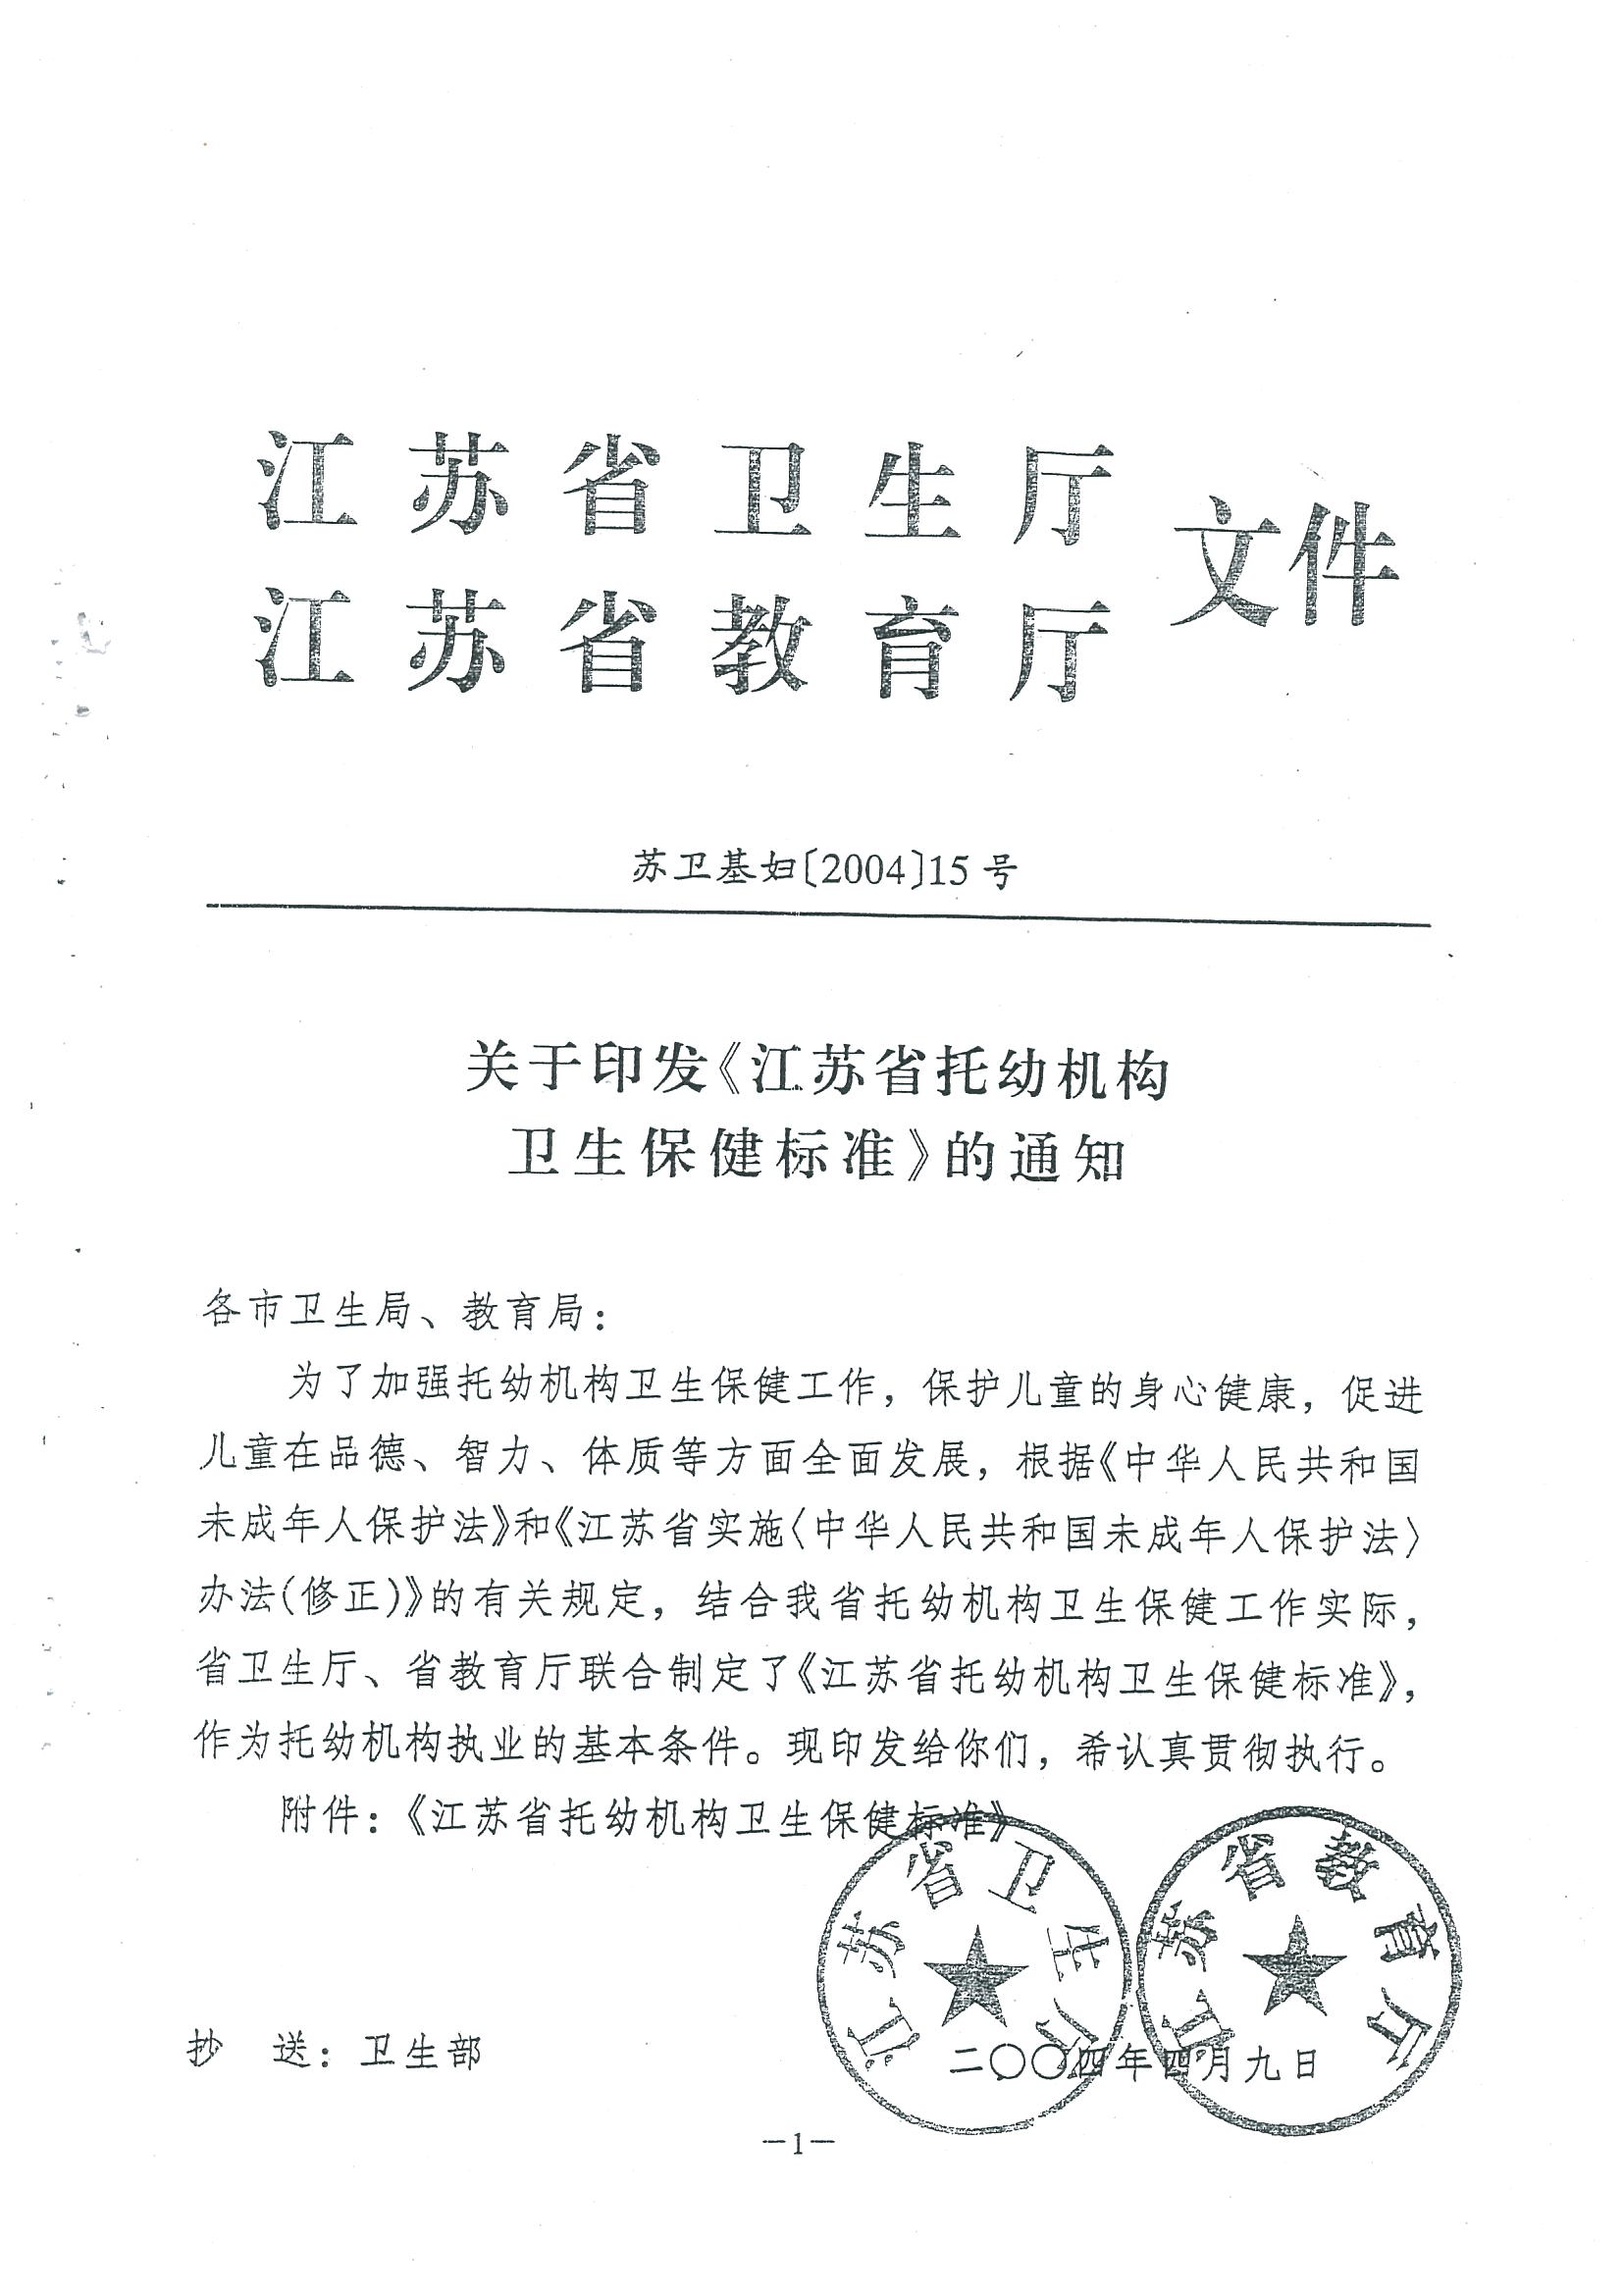 江苏省卫生厅
江苏省教育厅
文件
苏卫基妇〔2004〕15号
关于印发《江苏省托幼机构
卫生保健标准》的通知
各市卫生局、教育局：
为了加强托幼机构卫生保健工作，保护儿童的身心健康，促进
儿童在品德、智力、体质等方面全面发展，根据《中华人民共和国
未成年人保护法》和《江苏省实施〈中华人民共和国未成年人保护法〉
办法(修正)》的有关规定，结合我省托幼机构卫生保健工作实际，
省卫生厅、省教育厅联合制定了《江苏省托幼机构卫生保健标准》，
作为托幼机构执业的基本条件。现印发给你们，希认真贯彻执行。
附件：《江苏省托幼机构卫生保健标准》
江苏省卫生厅
江苏省教育厅
二〇〇四年四月九日
抄　送：卫生部
—1—